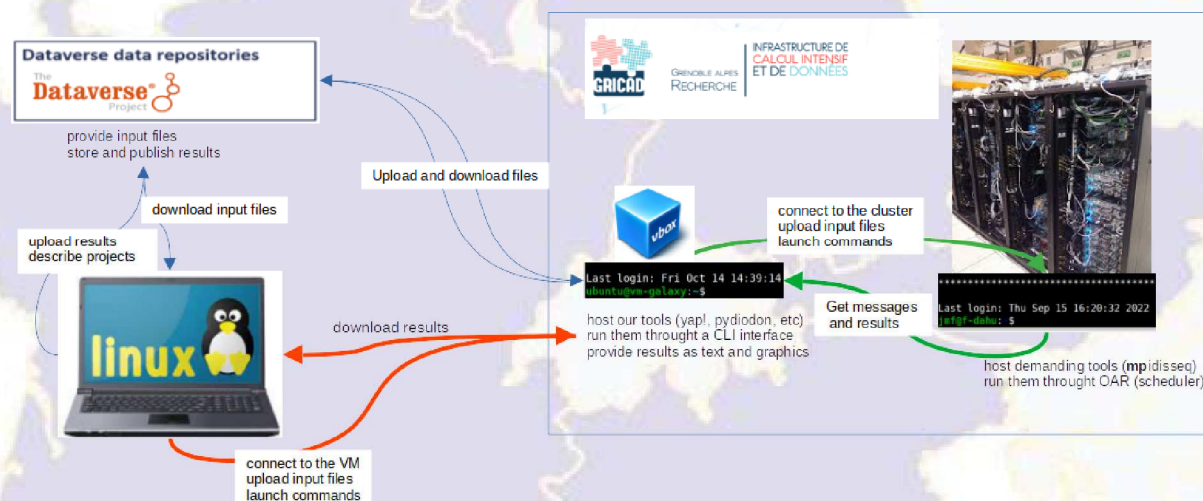 Dataverse data repositories
The
Dataverse
Project
provide input files
store and publish results
download input files
upload results
describe projects
linux
download results
connect to the VM
upload input files
launch commands
Upload and download files
GRICAD
GRENOBLE ALPES
RECHERCHE
INFRASTRUCTURE DE
CALCUL INTENSIF
ET DE DONNÉES
vbox
Last login: Fri Oct 14 14:39:14
ubuntu@vm-galaxy:~$
host our tools (yap!, pydiodon, etc)
run them throught a CLI interface
provide results as text and graphics
connect to the cluster
upload input files
launch commands
Get messages
and results
************************************
Last login: Thu Sep 15 16:20:32 2022
jmf@f-dahu: $
host demanding tools (mpidisseq)
run them throught OAR (scheduler)